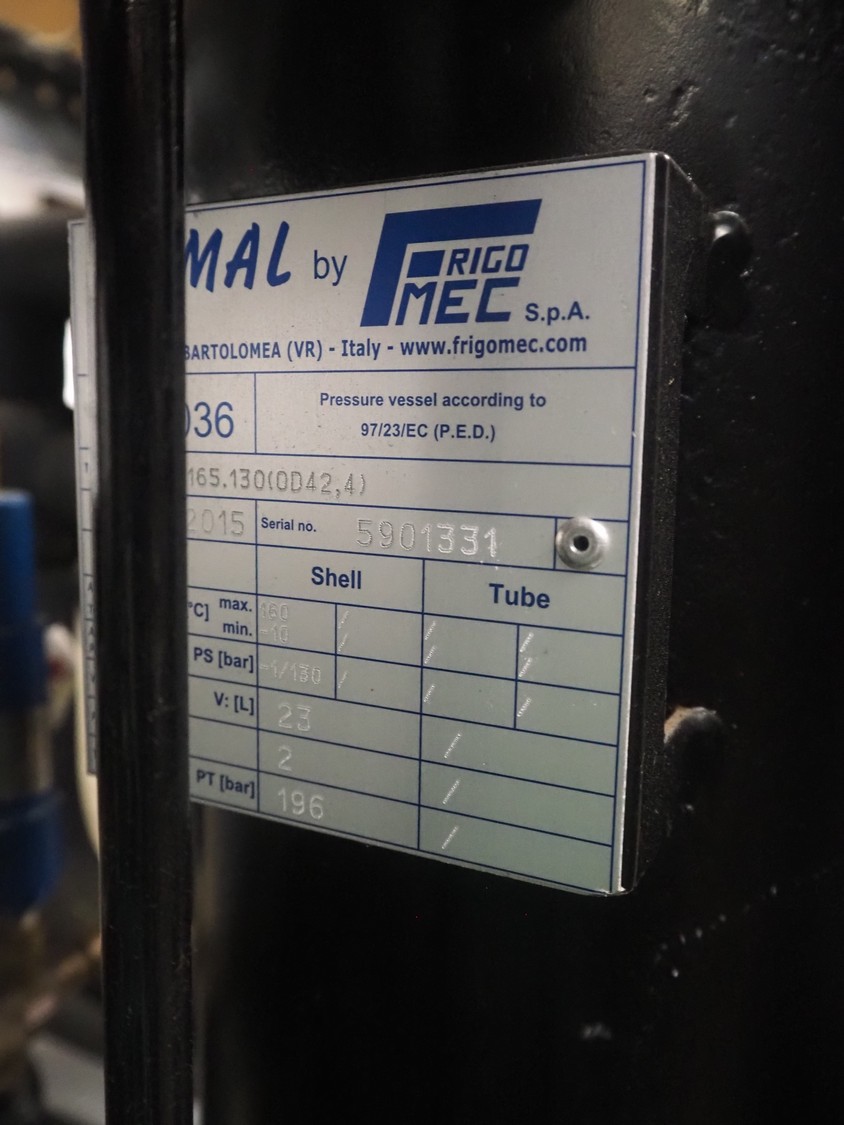 MAL by FRIGO MEC S.p.A.
BARTOLOMEA (VR) - Italy - www.frigomec.com
036
Pressure vessel according to
97/23/EC (P.E.D.)
165.130(OD42,4)
2015 Serial no. 5901331
Shell Tube
°C] max. 160 / / /
min. -10 / / /
PS [bar] -1/130 / / /
V: [L] 23 /
2 /
PT [bar] 196 /